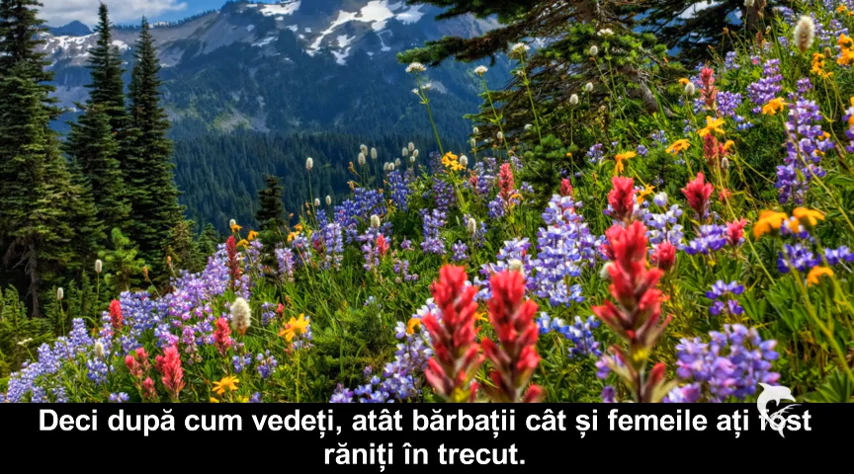 Deci după cum vedeți, atât bărbații cât și femeile ați fost
răniți în trecut.